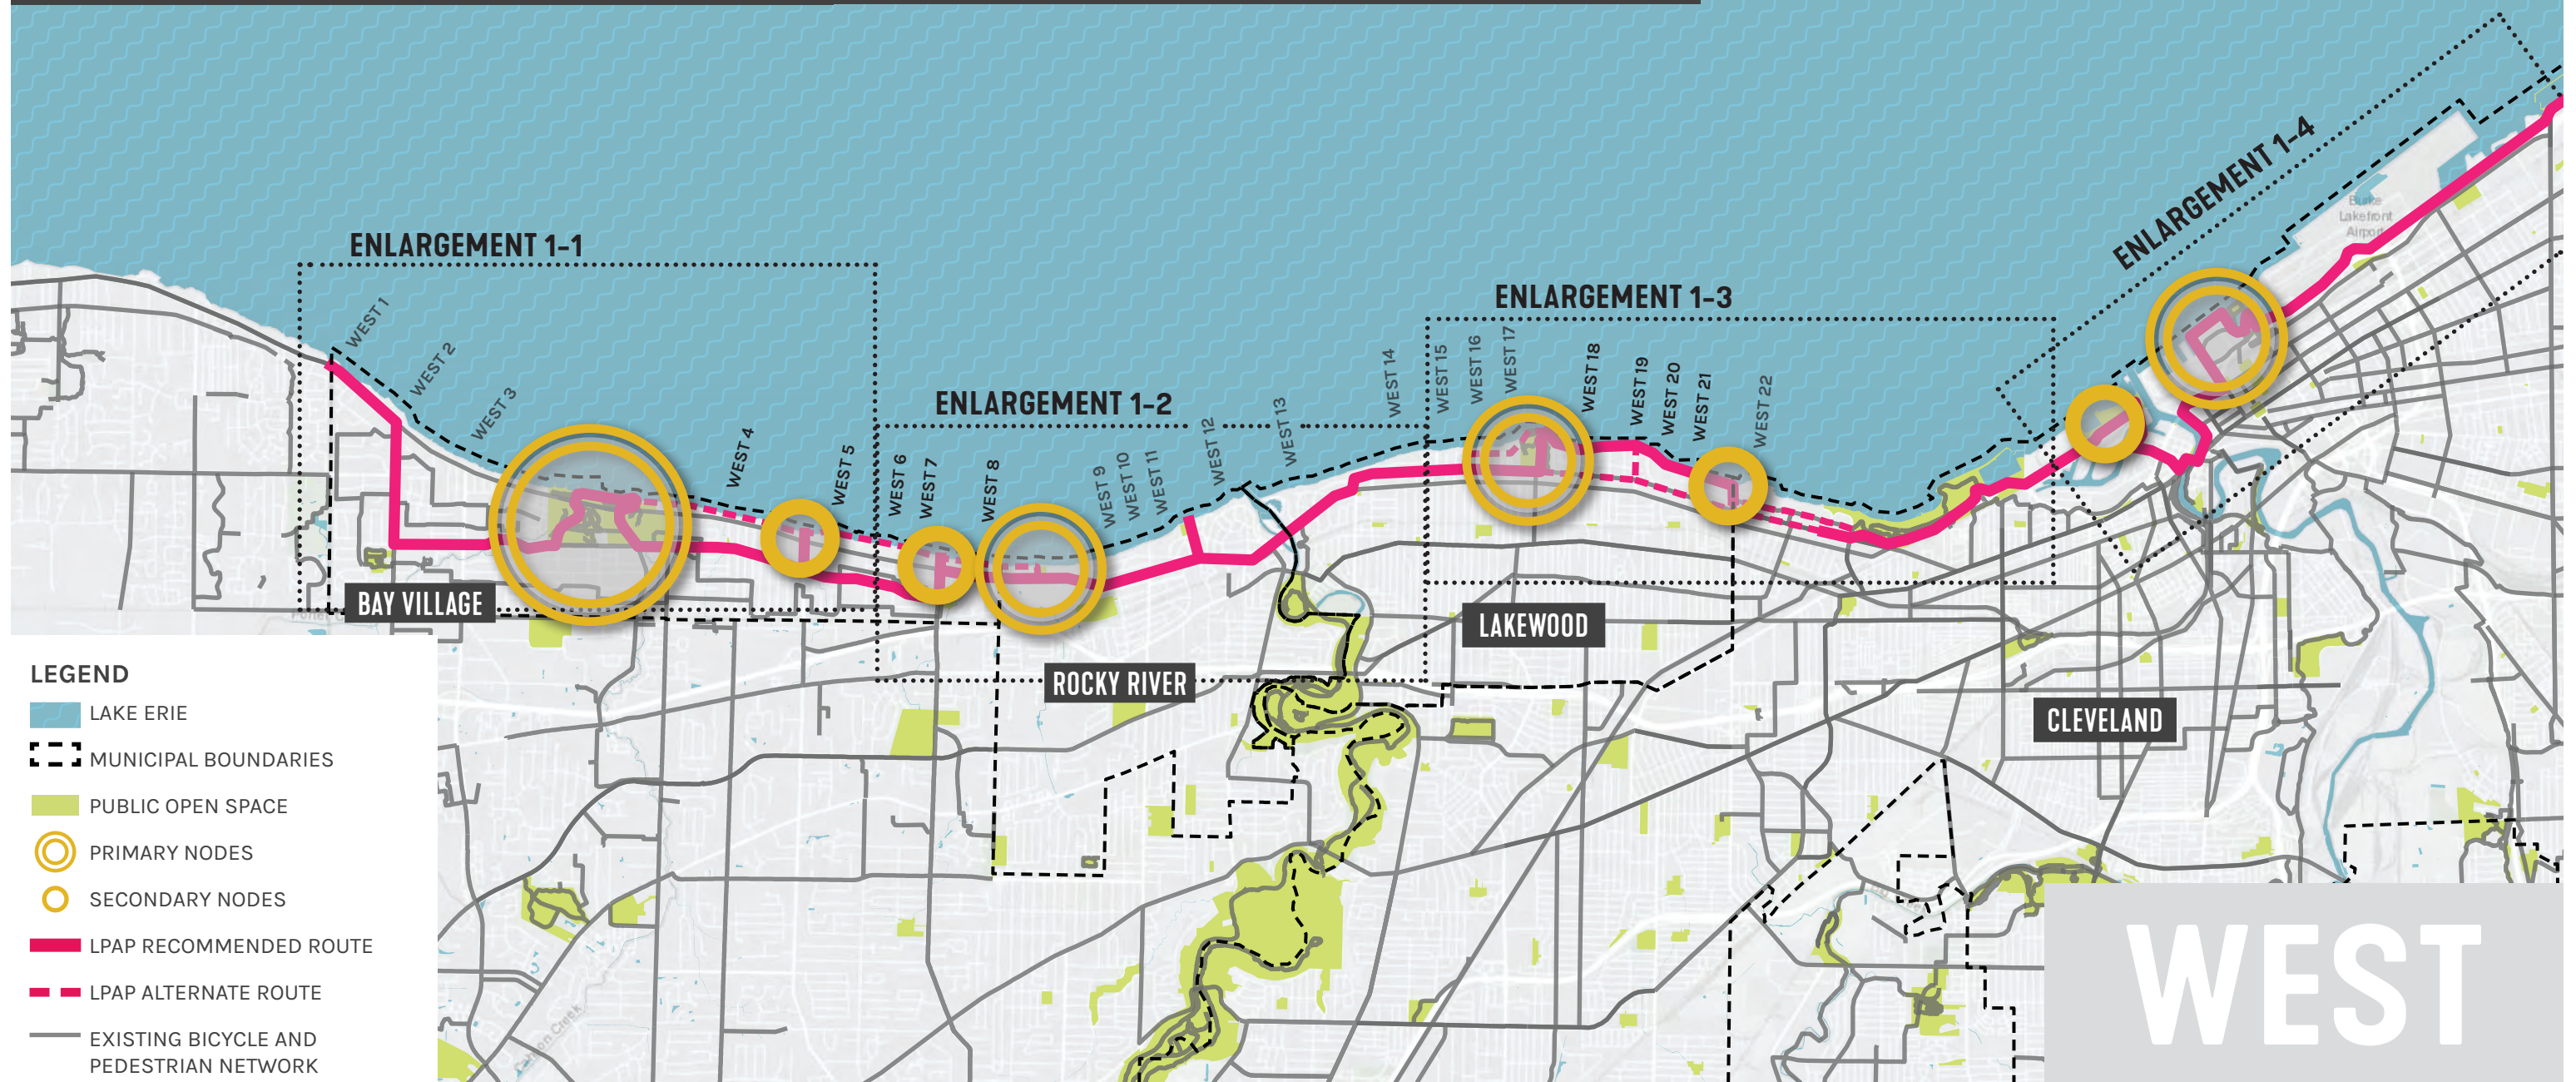 ENLARGEMENT 1-1
ENLARGEMENT 1-2
ENLARGEMENT 1-3
ENLARGEMENT 1-4
WEST 1
WEST 2
WEST 3
WEST 4
WEST 5
WEST 6
WEST 7
WEST 8
WEST 9
WEST 10
WEST 11
WEST 12
WEST 13
WEST 14
WEST 15
WEST 16
WEST 17
WEST 18
WEST 19
WEST 20
WEST 21
WEST 22
Burke
Lakefront
Airport
BAY VILLAGE
ROCKY RIVER
LAKEWOOD
CLEVELAND
LEGEND
LAKE ERIE
MUNICIPAL BOUNDARIES
PUBLIC OPEN SPACE
PRIMARY NODES
SECONDARY NODES
LPAP RECOMMENDED ROUTE
LPAP ALTERNATE ROUTE
EXISTING BICYCLE AND
PEDESTRIAN NETWORK
WEST